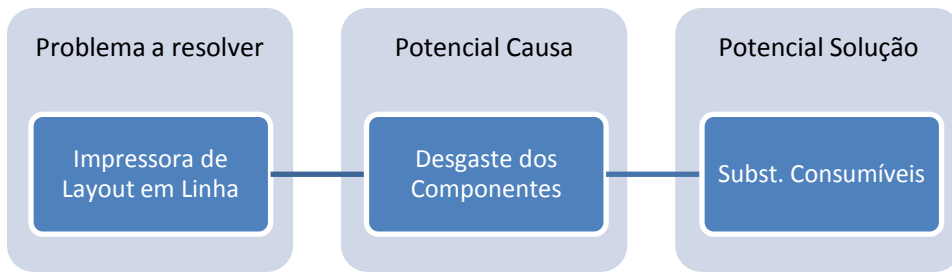 Problema a resolver
Impressora de
Layout em Linha
Potencial Causa
Desgaste dos
Componentes
Potencial Solução
Subst. Consumíveis